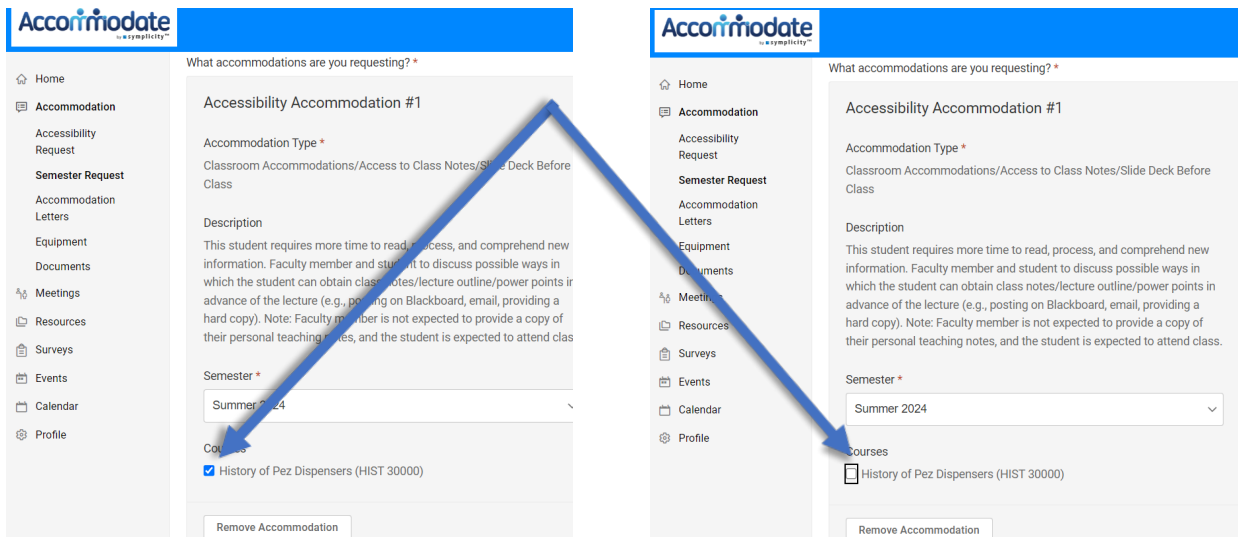 Accommodate
by symplicity™
Home
Accommodation
Accessibility
Request
Semester Request
Accommodation
Letters
Equipment
Documents
Meetings
Resources
Surveys
Events
Calendar
Profile
What accommodations are you requesting? *
Accessibility Accommodation #1
Accommodation Type *
Classroom Accommodations/Access to Class Notes/Slide Deck Before
Class
Description
This student requires more time to read, process, and comprehend new
information. Faculty member and student to discuss possible ways in
which the student can obtain class notes/lecture outline/power points in
advance of the lecture (e.g., posting on Blackboard, email, providing a
hard copy). Note: Faculty member is not expected to provide a copy of
their personal teaching notes, and the student is expected to attend clas
Semester *
Summer 2024
Courses
History of Pez Dispensers (HIST 30000)
Remove Accommodation
Accommodate
by symplicity™
Home
Accommodation
Accessibility
Request
Semester Request
Accommodation
Letters
Equipment
Documents
Meetings
Resources
Surveys
Events
Calendar
Profile
What accommodations are you requesting? *
Accessibility Accommodation #1
Accommodation Type *
Classroom Accommodations/Access to Class Notes/Slide Deck Before
Class
Description
This student requires more time to read, process, and comprehend new
information. Faculty member and student to discuss possible ways in
which the student can obtain class notes/lecture outline/power points in
advance of the lecture (e.g., posting on Blackboard, email, providing a
hard copy). Note: Faculty member is not expected to provide a copy of
their personal teaching notes, and the student is expected to attend class.
Semester *
Summer 2024
Courses
History of Pez Dispensers (HIST 30000)
Remove Accommodation